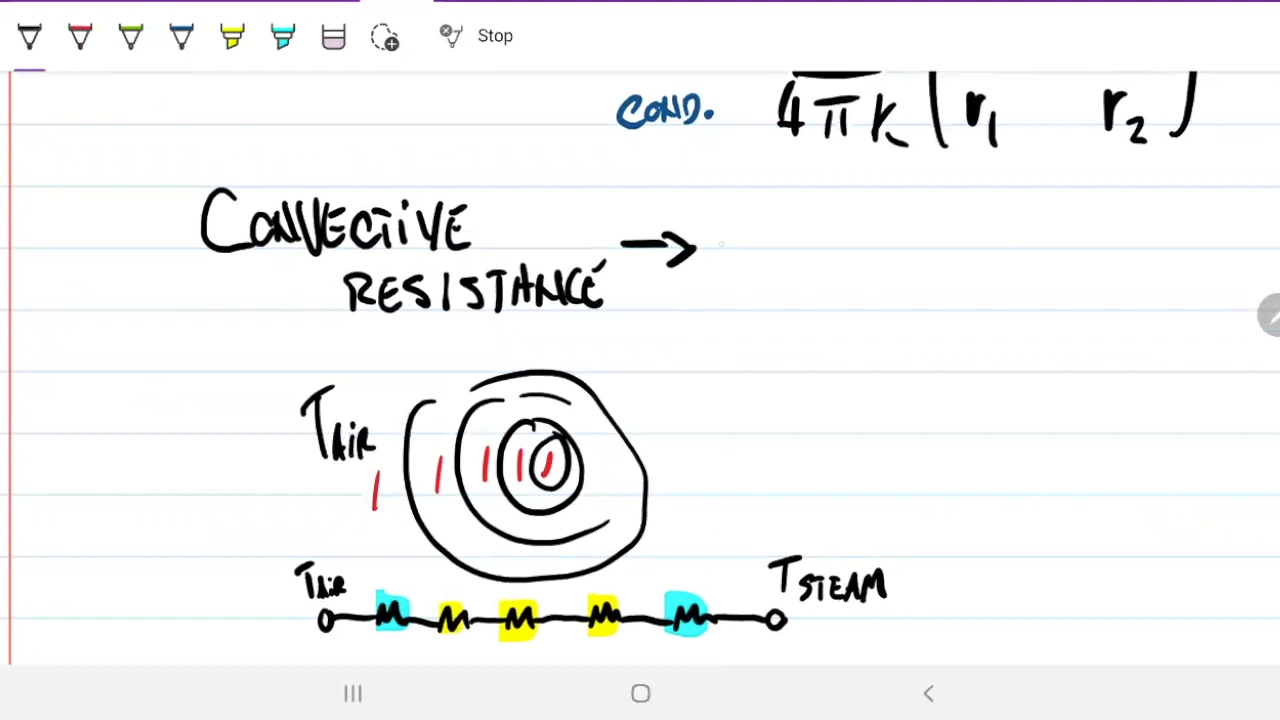 Stop
COND. 4πk ( r1 r2 )
CONVECTIVE
RESISTANCE →
TAIR
TAIR TSTEAM